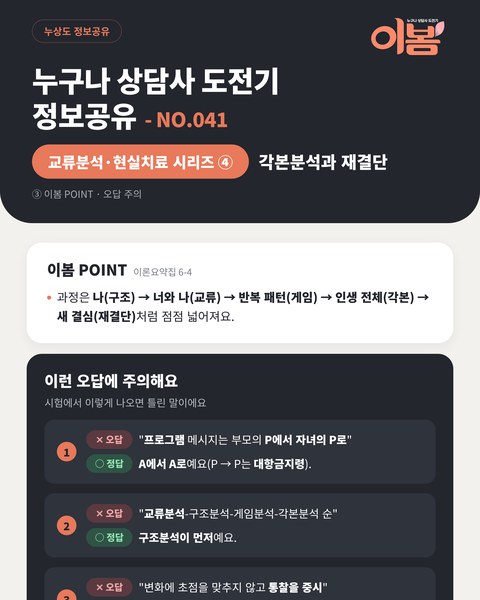 누상도 정보공유
누구나 상담사 도전기
이봄
누구나 상담사 도전기
정보공유 - NO.041
교류분석·현실치료 시리즈 ④ 각본분석과 재결단
③ 이봄 POINT · 오답 주의
이봄 POINT 이론요약집 6-4
• 과정은 나(구조) → 너와 나(교류) → 반복 패턴(게임) → 인생 전체(각본) →
새 결심(재결단)처럼 점점 넓어져요.
이런 오답에 주의해요
시험에서 이렇게 나오면 틀린 말이에요
1 × 오답 "프로그램 메시지는 부모의 P에서 자녀의 P로"
○ 정답 A에서 A로예요(P → P는 대항금지령).
2 × 오답 "교류분석-구조분석-게임분석-각본분석 순"
○ 정답 구조분석이 먼저예요.
3 × 오답 "변화에 초점을 맞추지 않고 통찰을 중시"